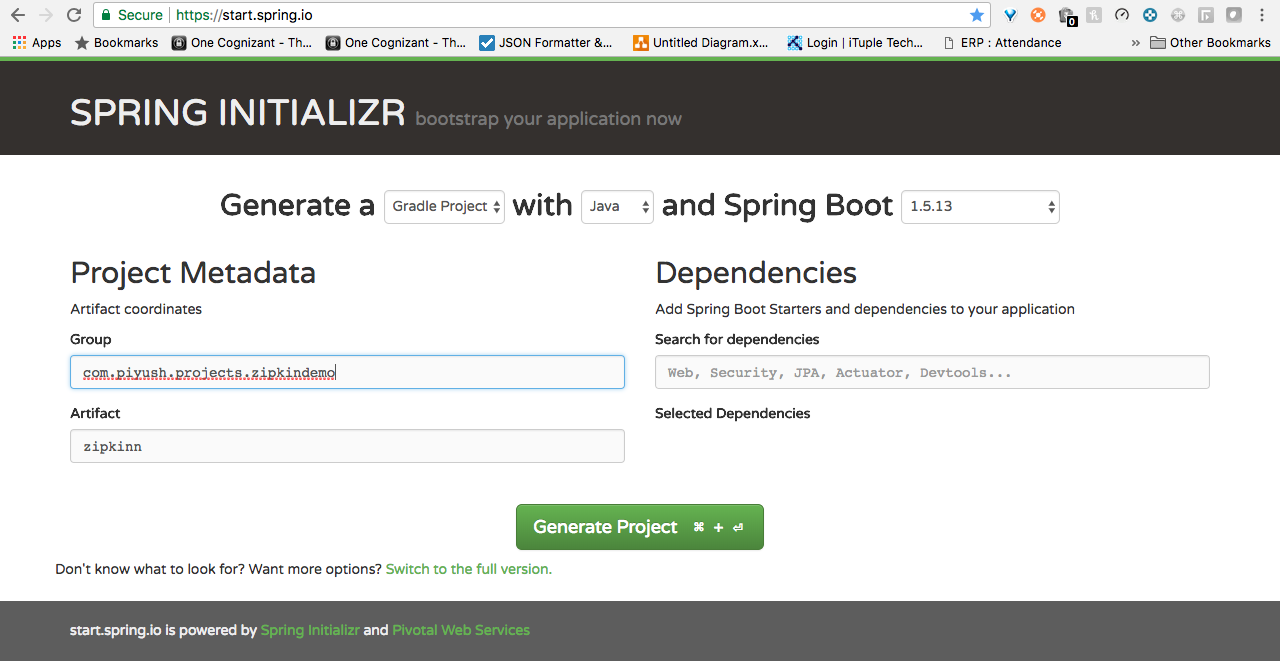 Secure https://start.spring.io
0
Apps Bookmarks One Cognizant - Th... One Cognizant - Th... JSON Formatter &... Untitled Diagram.x... Login | iTuple Tech... ERP : Attendance » Other Bookmarks
SPRING INITIALIZR bootstrap your application now
Generate a Gradle Project with Java and Spring Boot 1.5.13
Project Metadata
Artifact coordinates
Group
com.piyush.projects.zipkindemo
Artifact
zipkinn
Dependencies
Add Spring Boot Starters and dependencies to your application
Search for dependencies
Web, Security, JPA, Actuator, Devtools...
Selected Dependencies
Generate Project ⌘ + ⏎
Don't know what to look for? Want more options? Switch to the full version.
start.spring.io is powered by Spring Initializr and Pivotal Web Services